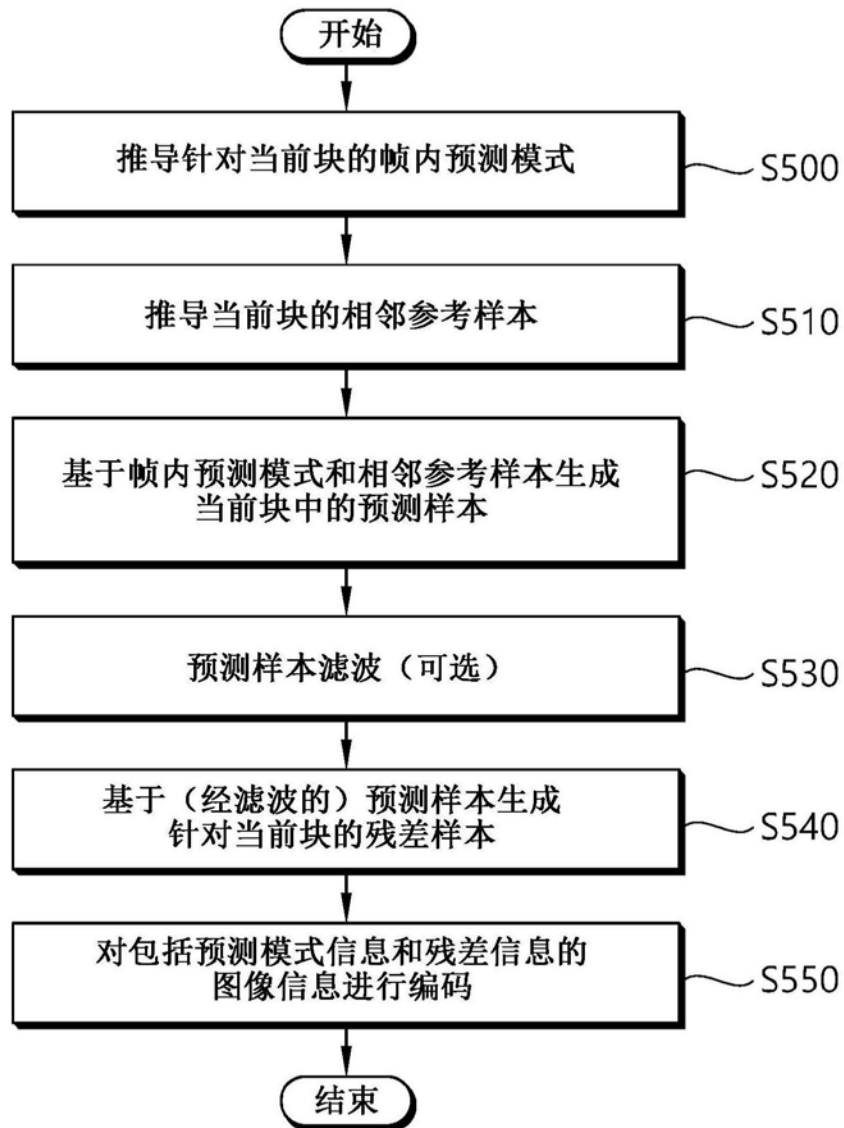 开始
推导针对当前块的帧内预测模式
S500
推导当前块的相邻参考样本
S510
基于帧内预测模式和相邻参考样本生成
当前块中的预测样本
S520
预测样本滤波（可选）
S530
基于（经滤波的）预测样本生成
针对当前块的残差样本
S540
对包括预测模式信息和残差信息的
图像信息进行编码
S550
结束